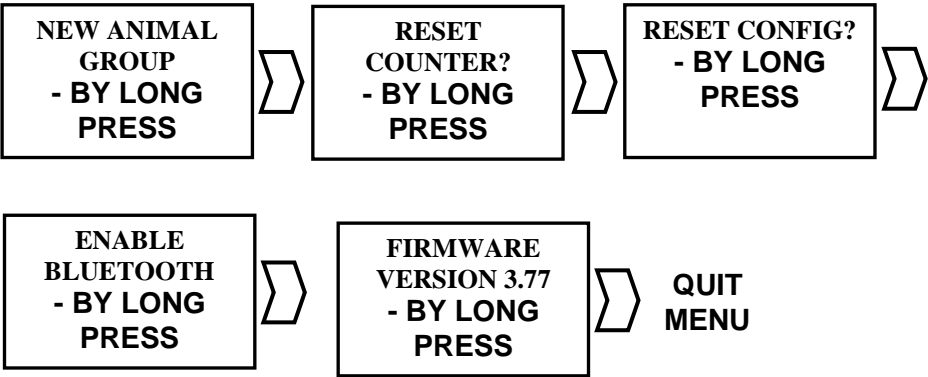 NEW ANIMAL
GROUP
- BY LONG
PRESS
RESET
COUNTER?
- BY LONG
PRESS
RESET CONFIG?
- BY LONG
PRESS
ENABLE
BLUETOOTH
- BY LONG
PRESS
FIRMWARE
VERSION 3.77
- BY LONG
PRESS
QUIT
MENU